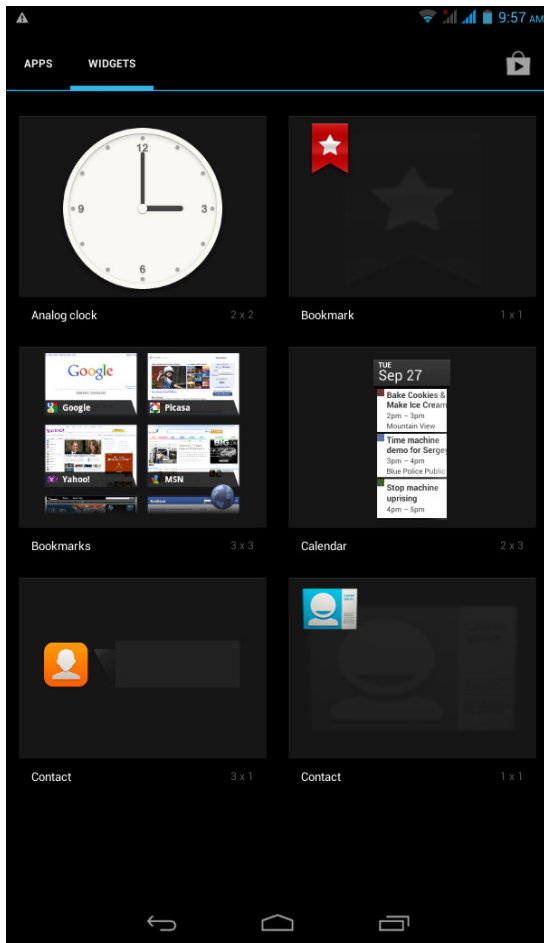 9:57 AM
APPS WIDGETS
12
9 3
6
Analog clock 2 x 2
Bookmark 1 x 1
Google
Google Picasa
Yahoo! MSN
Bookmarks 3 x 3
TUE
Sep 27
Bake Cookies &
Make Ice Cream
2pm – 3pm
Mountain View
Time machine
demo for Sergey
3pm – 4pm
Blue Police Public
Stop machine
uprising
4pm – 5pm
Calendar 2 x 3
Contact 3 x 1
Contact 1 x 1